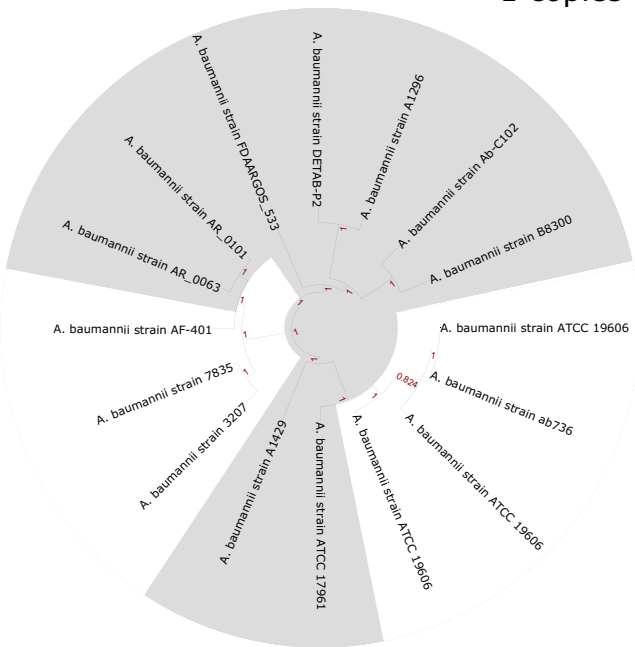 copies
A. baumannii strain FDAARGOS_533
A. baumannii strain DETAB-P2
A. baumannii strain A1296
A. baumannii strain Ab-C102
A. baumannii strain B8300
A. baumannii strain AR_0101
A. baumannii strain AR_0063
A. baumannii strain AF-401
A. baumannii strain 7835
A. baumannii strain 3207
A. baumannii strain A1429
A. baumannii strain ATCC 17961
A. baumannii strain ATCC 19606
A. baumannii strain ATCC 19606
A. baumannii strain ab736
A. baumannii strain ATCC 19606
1
1
1
1
1
1
1
1
1
1
1
1
1
0.824
1